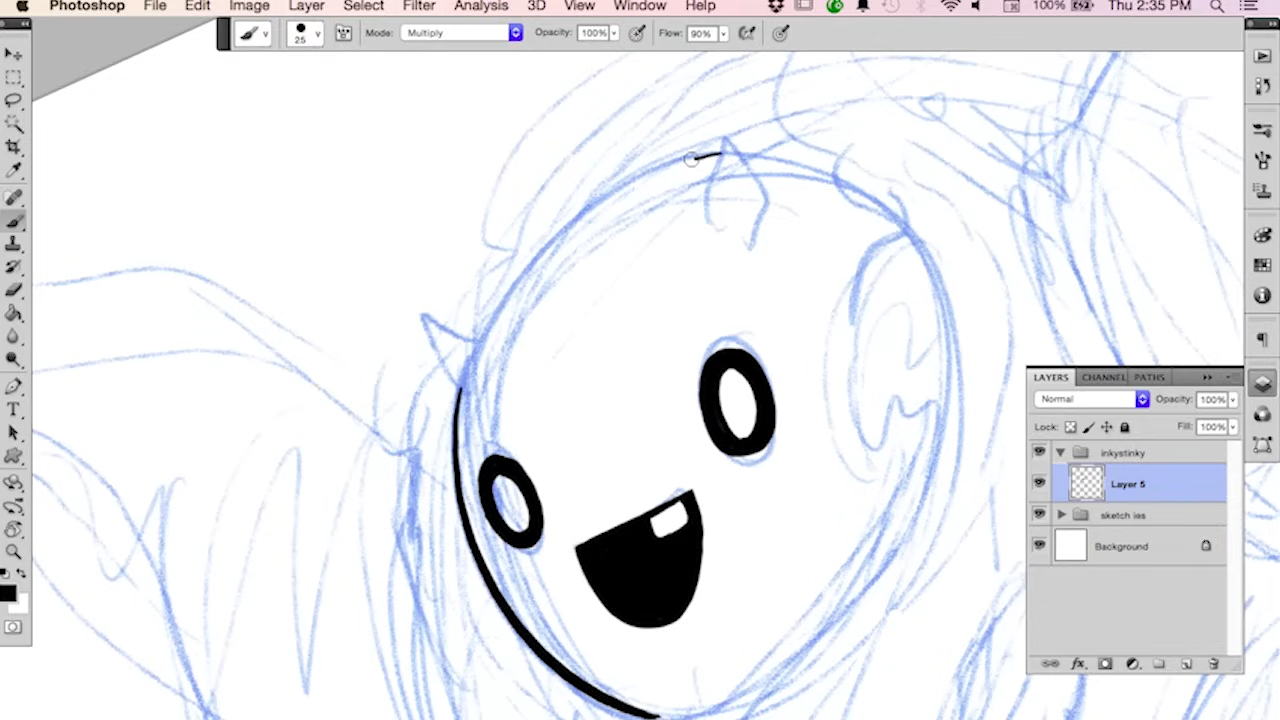 Photoshop File Edit Image Layer Select Filter Analysis 3D View Window Help 100% Thu 2:35 PM
25 Mode: Multiply Opacity: 100% Flow: 90%
LAYERS CHANNEL PATHS
Normal Opacity: 100%
Lock: Fill: 100%
inkystinky
Layer 5
sketch ies
Background